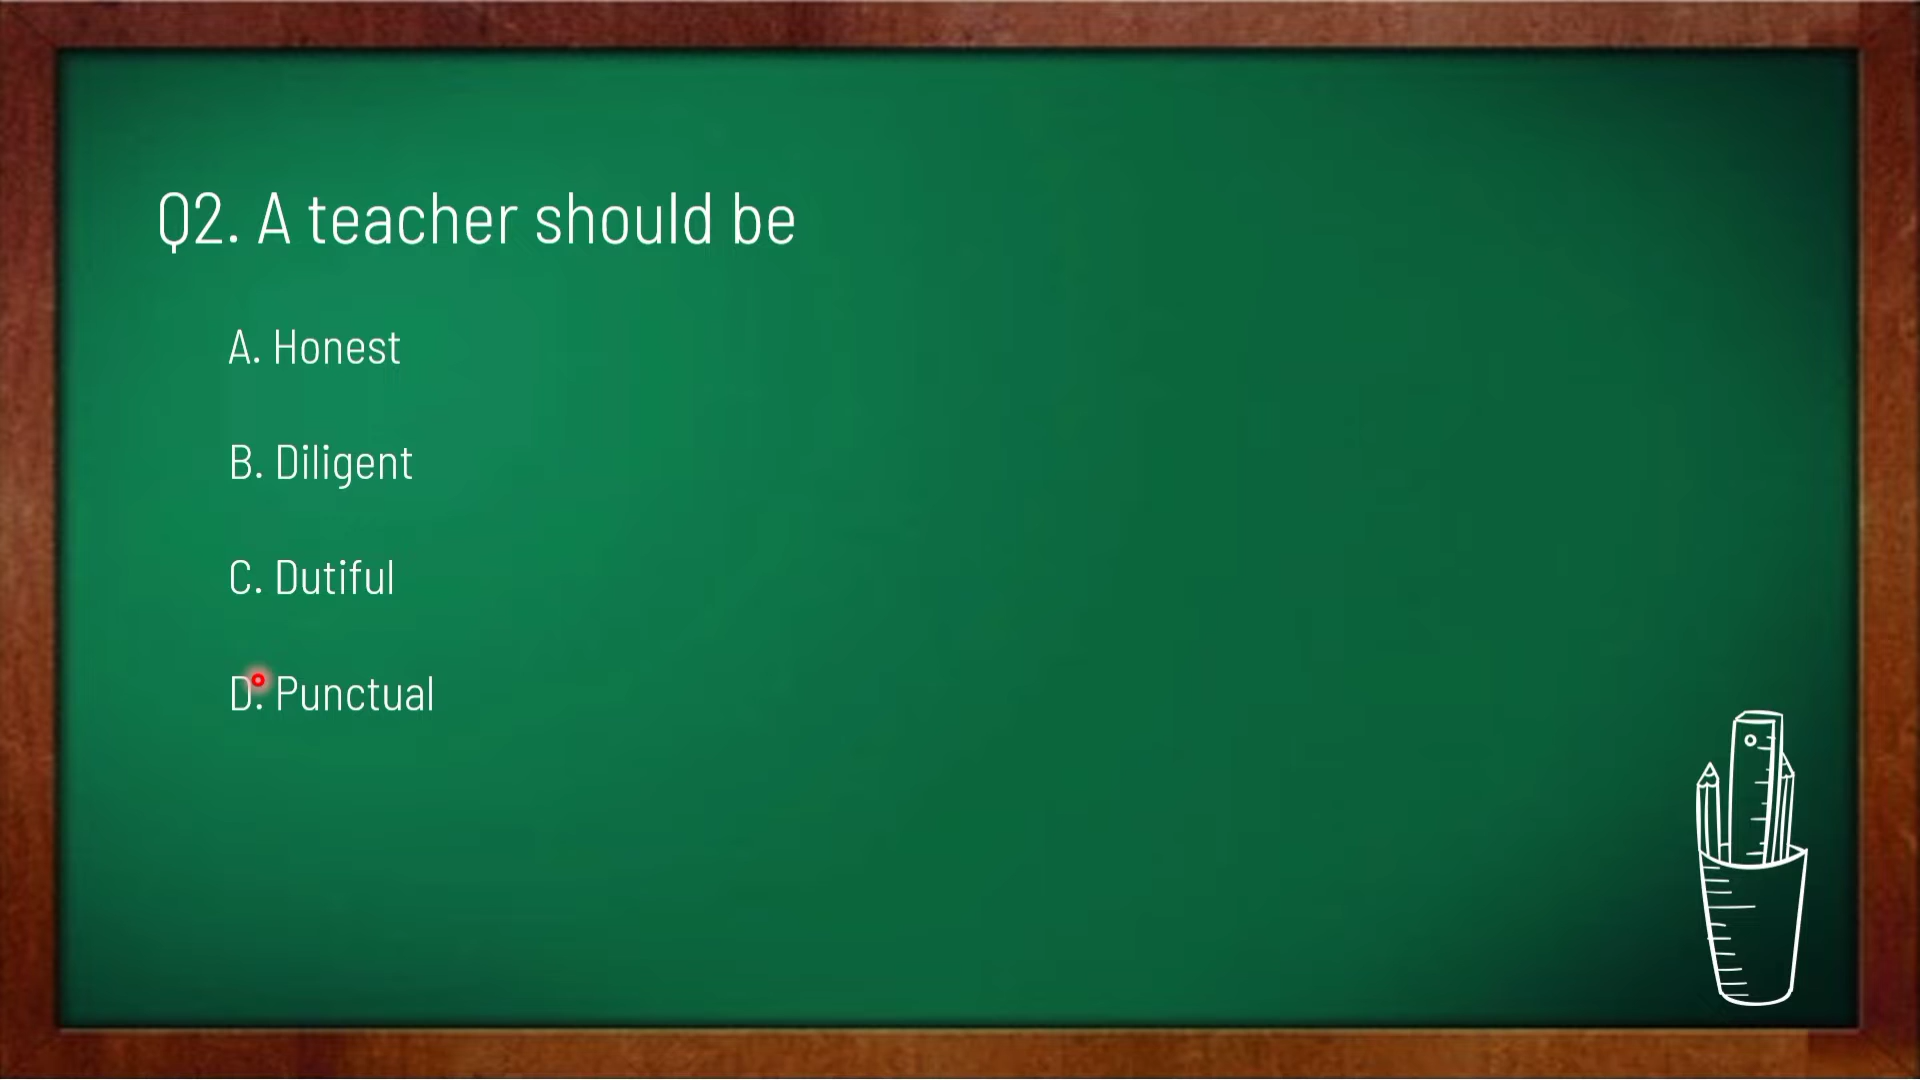 Q2. A teacher should be
A. Honest
B. Diligent
C. Dutiful
D. Punctual